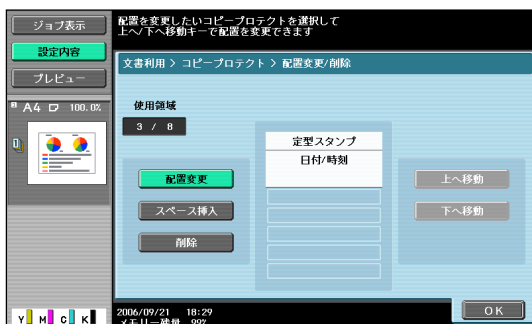 ジョブ表示
設定内容
プレビュー
配置を変更したいコピープロテクトを選択して
上へ/下へ移動キーで配置を変更できます
文書利用 > コピープロテクト > 配置変更/削除
A4 100.0%
使用領域
3 / 8
定型スタンプ
日付/時刻
配置変更
スペース挿入
削除
上へ移動
下へ移動
Y M C K
2006/09/21 18:29
メモリー残量 99%
OK